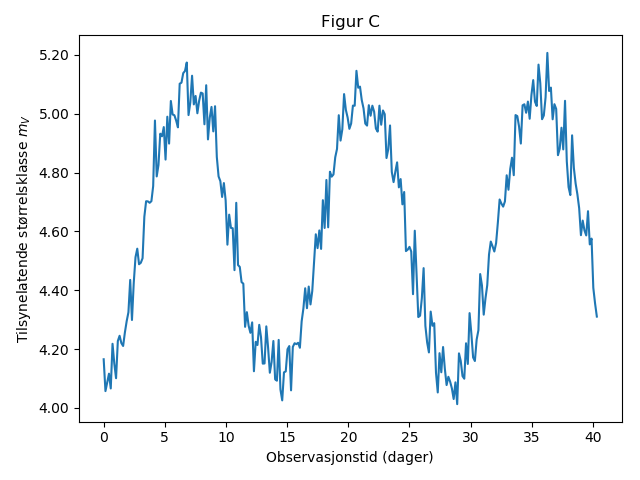 Figur C
Tilsynelatende størrelsklasse $m_V$
5.20
5.00
4.80
4.60
4.40
4.20
4.00
0 5 10 15 20 25 30 35 40
Observasjonstid (dager)